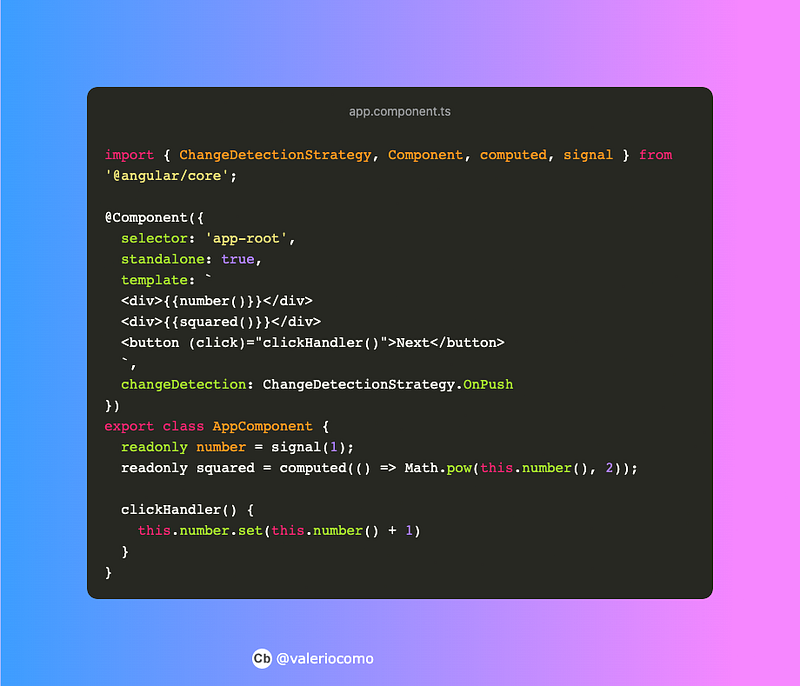 app.component.ts
import { ChangeDetectionStrategy, Component, computed, signal } from
'@angular/core';
@Component({
  selector: 'app-root',
  standalone: true,
  template: `
  <div>{{number()}}</div>
  <div>{{squared()}}</div>
  <button (click)="clickHandler()">Next</button>
  `,
  changeDetection: ChangeDetectionStrategy.OnPush
})
export class AppComponent {
  readonly number = signal(1);
  readonly squared = computed(() => Math.pow(this.number(), 2));
  clickHandler() {
    this.number.set(this.number() + 1)
  }
}
Cb @valeriocomo